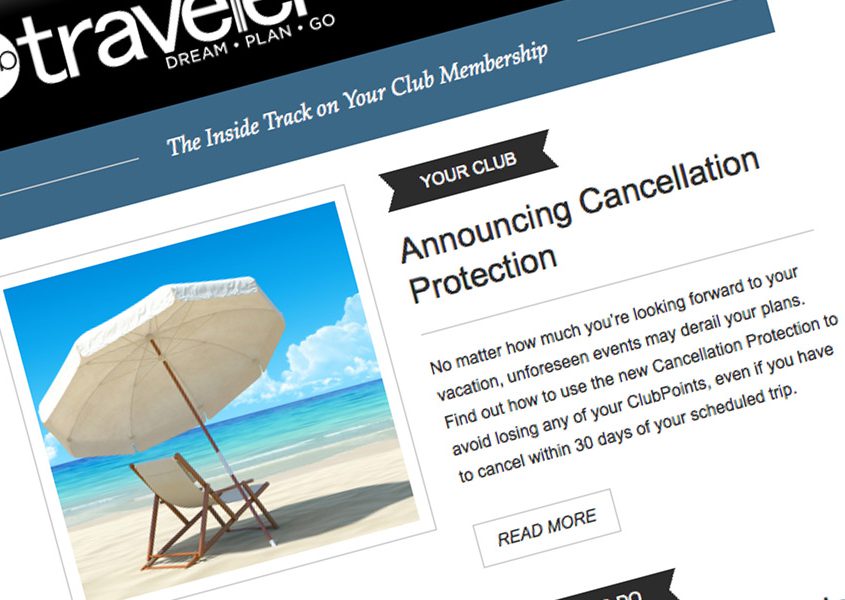 traveler
DREAM • PLAN • GO
The Inside Track on Your Club Membership
YOUR CLUB
Announcing Cancellation
Protection
No matter how much you're looking forward to your
vacation, unforeseen events may derail your plans.
Find out how to use the new Cancellation Protection to
avoid losing any of your ClubPoints, even if you have
to cancel within 30 days of your scheduled trip.
READ MORE
DO